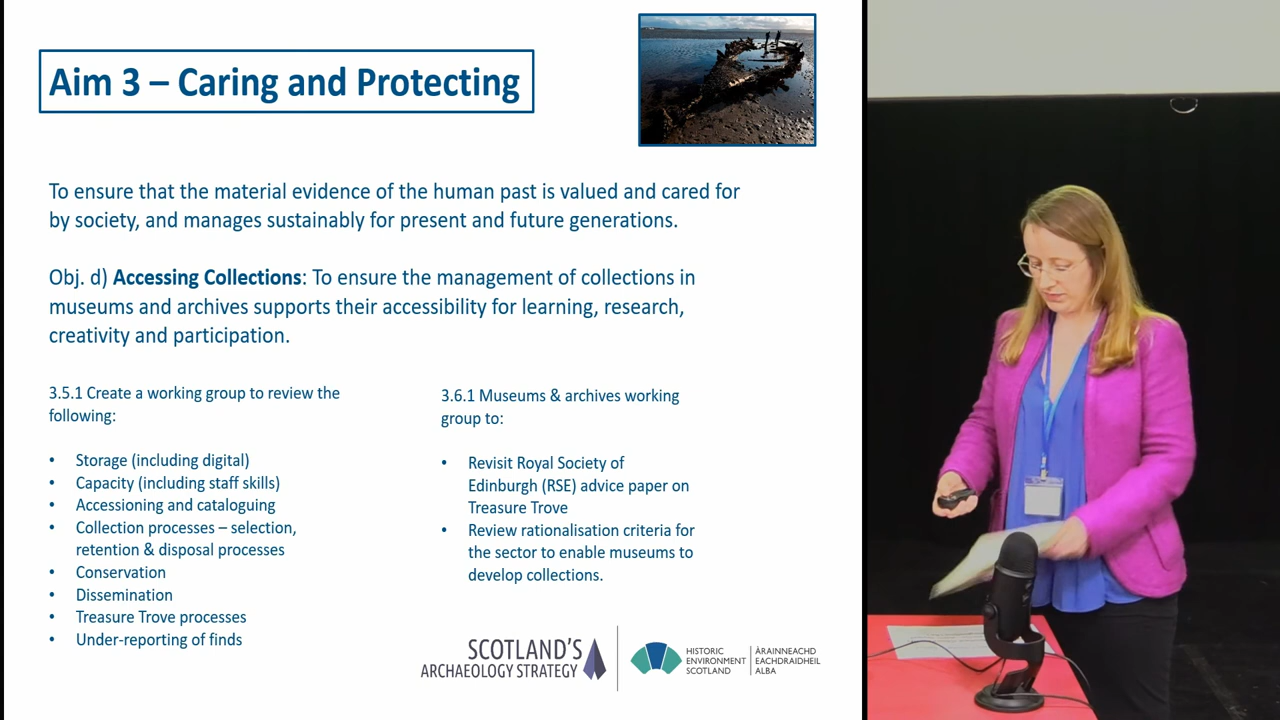 Aim 3 – Caring and Protecting
To ensure that the material evidence of the human past is valued and cared for
by society, and manages sustainably for present and future generations.
Obj. d) Accessing Collections: To ensure the management of collections in
museums and archives supports their accessibility for learning, research,
creativity and participation.
3.5.1 Create a working group to review the
following:
• Storage (including digital)
• Capacity (including staff skills)
• Accessioning and cataloguing
• Collection processes – selection,
retention & disposal processes
• Conservation
• Dissemination
• Treasure Trove processes
• Under-reporting of finds
3.6.1 Museums & archives working
group to:
• Revisit Royal Society of
Edinburgh (RSE) advice paper on
Treasure Trove
• Review rationalisation criteria for
the sector to enable museums to
develop collections.
SCOTLAND'S
ARCHAEOLOGY STRATEGY
HISTORIC
ENVIRONMENT
SCOTLAND
ÀRAINNEACHD
EACHDRAIDHEIL
ALBA